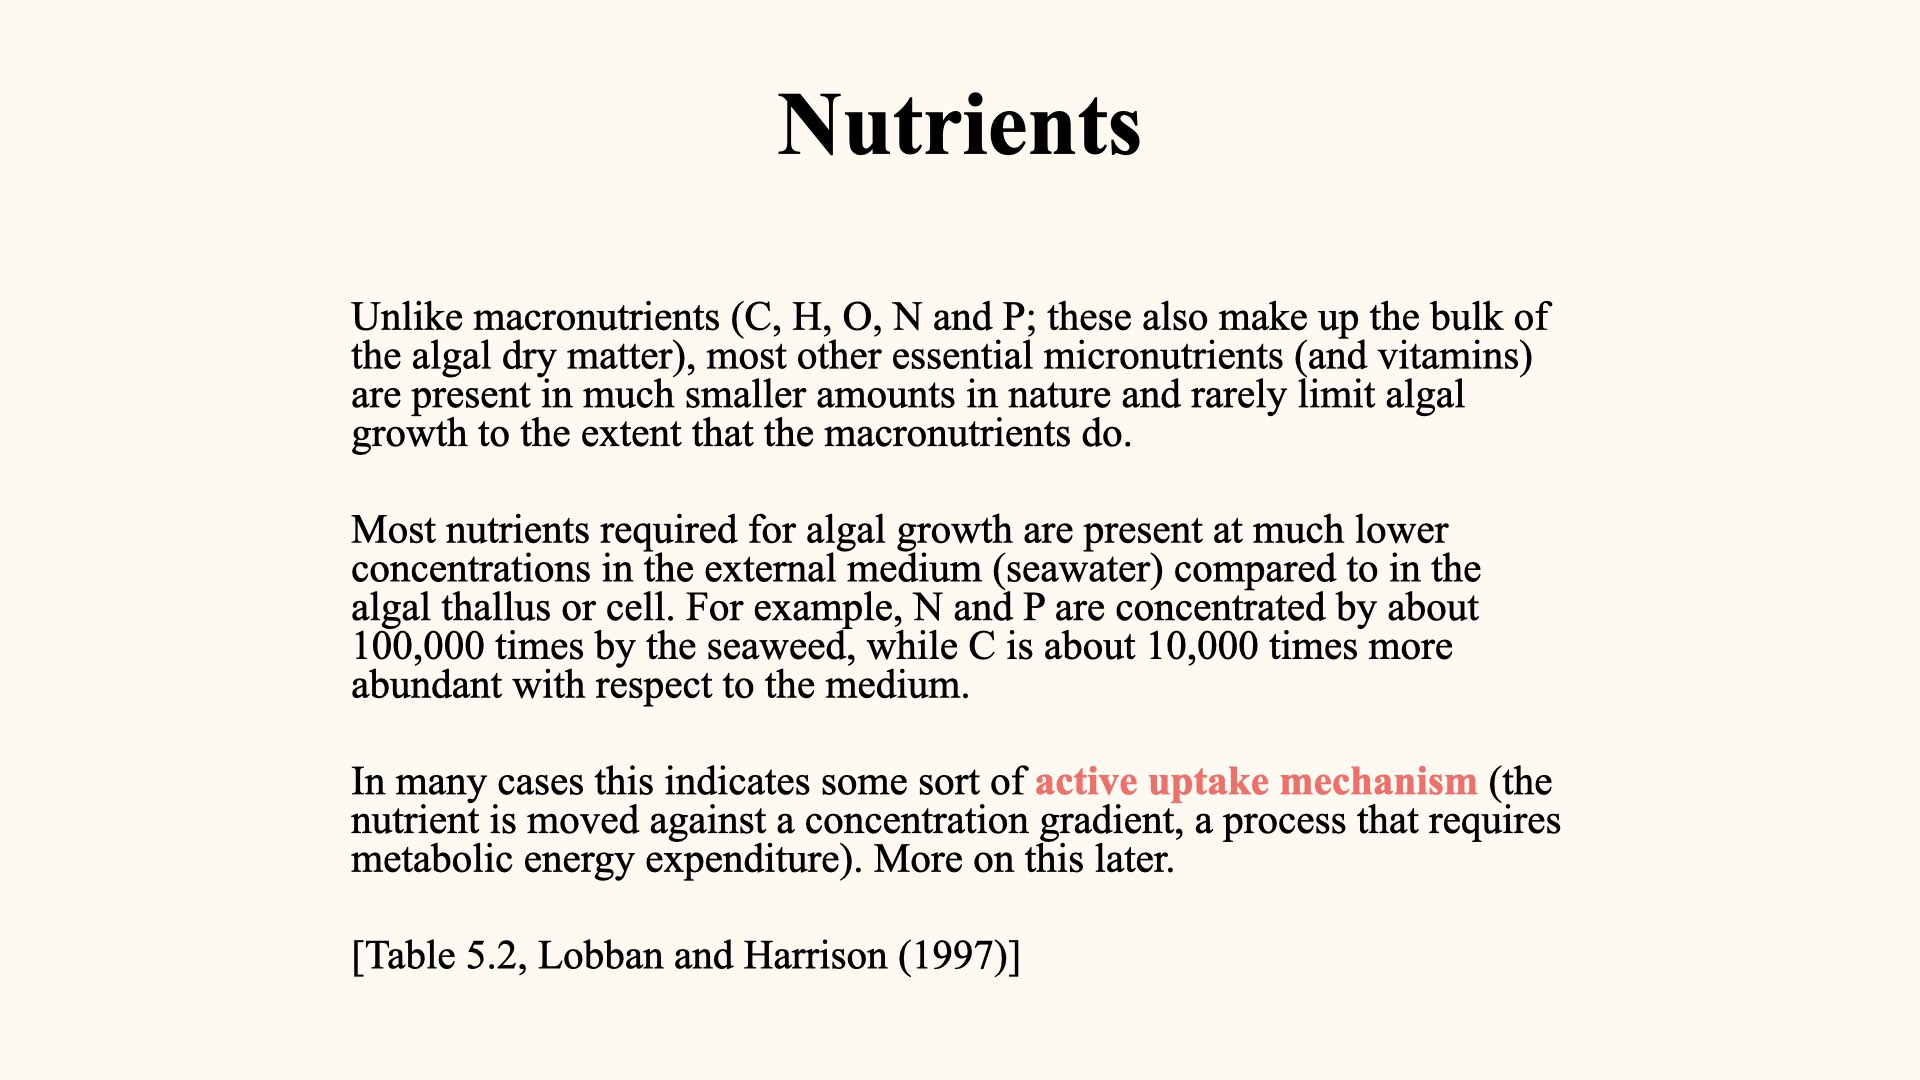 Nutrients
Unlike macronutrients (C, H, O, N and P; these also make up the bulk of
the algal dry matter), most other essential micronutrients (and vitamins)
are present in much smaller amounts in nature and rarely limit algal
growth to the extent that the macronutrients do.
Most nutrients required for algal growth are present at much lower
concentrations in the external medium (seawater) compared to in the
algal thallus or cell. For example, N and P are concentrated by about
100,000 times by the seaweed, while C is about 10,000 times more
abundant with respect to the medium.
In many cases this indicates some sort of active uptake mechanism (the
nutrient is moved against a concentration gradient, a process that requires
metabolic energy expenditure). More on this later.
[Table 5.2, Lobban and Harrison (1997)]